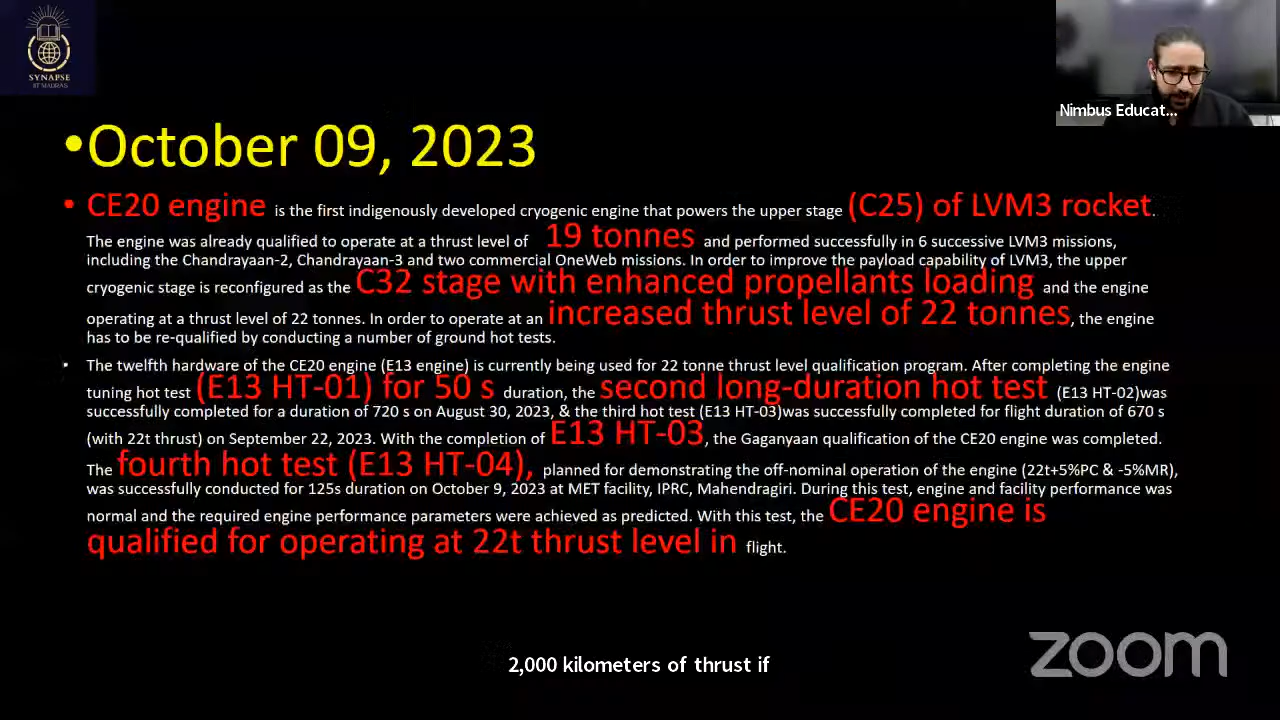 SYNAPSE
IIT MADRAS
Nimbus Educat...
•October 09, 2023
• CE20 engine is the first indigenously developed cryogenic engine that powers the upper stage (C25) of LVM3 rocket.
The engine was already qualified to operate at a thrust level of 19 tonnes and performed successfully in 6 successive LVM3 missions,
including the Chandrayaan-2, Chandrayaan-3 and two commercial OneWeb missions. In order to improve the payload capability of LVM3, the upper
cryogenic stage is reconfigured as the C32 stage with enhanced propellants loading and the engine
operating at a thrust level of 22 tonnes. In order to operate at an increased thrust level of 22 tonnes, the engine
has to be re-qualified by conducting a number of ground hot tests.
• The twelfth hardware of the CE20 engine (E13 engine) is currently being used for 22 tonne thrust level qualification program. After completing the engine
tuning hot test (E13 HT-01) for 50 s duration, the second long-duration hot test (E13 HT-02)was
successfully completed for a duration of 720 s on August 30, 2023, & the third hot test (E13 HT-03)was successfully completed for flight duration of 670 s
(with 22t thrust) on September 22, 2023. With the completion of E13 HT-03, the Gaganyaan qualification of the CE20 engine was completed.
The fourth hot test (E13 HT-04), planned for demonstrating the off-nominal operation of the engine (22t+5%PC & -5%MR),
was successfully conducted for 125s duration on October 9, 2023 at MET facility, IPRC, Mahendragiri. During this test, engine and facility performance was
normal and the required engine performance parameters were achieved as predicted. With this test, the CE20 engine is
qualified for operating at 22t thrust level in flight.
zoom
2,000 kilometers of thrust if